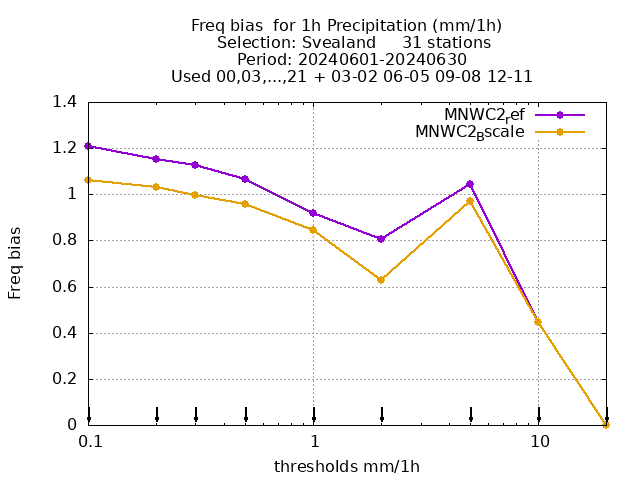 Freq bias  for 1h Precipitation (mm/1h)
Selection: Svealand     31 stations
Period: 20240601-20240630
Used 00,03,...,21 + 03-02 06-05 09-08 12-11
MNWC2ref
MNWC2Bscale
1.4
1.2
1
0.8
0.6
0.4
0.2
0
Freq bias
0.1 1 10
thresholds mm/1h